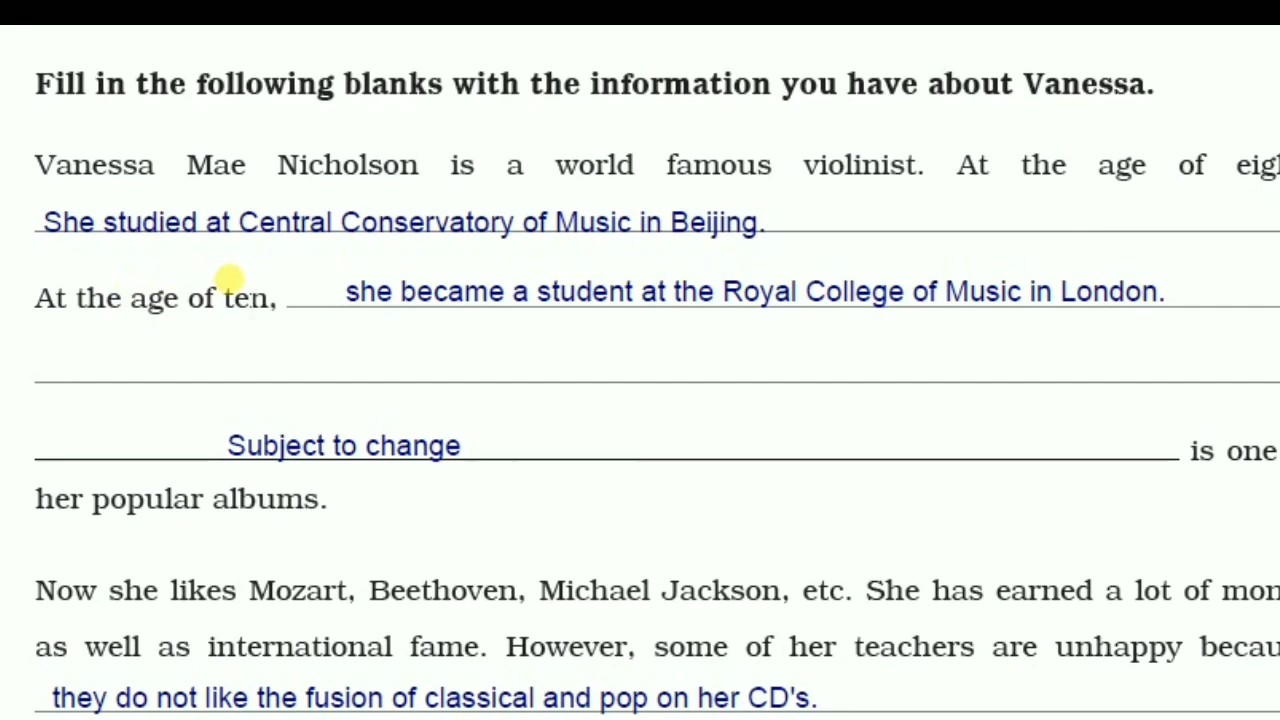 Fill in the following blanks with the information you have about Vanessa.
Vanessa Mae Nicholson is a world famous violinist. At the age of
She studied at Central Conservatory of Music in Beijing.
At the age of ten, she became a student at the Royal College of Music in London.
Subject to change is one
her popular albums.
Now she likes Mozart, Beethoven, Michael Jackson, etc. She has earned a lot of
as well as international fame. However, some of her teachers are unhappy
they do not like the fusion of classical and pop on her CD's.